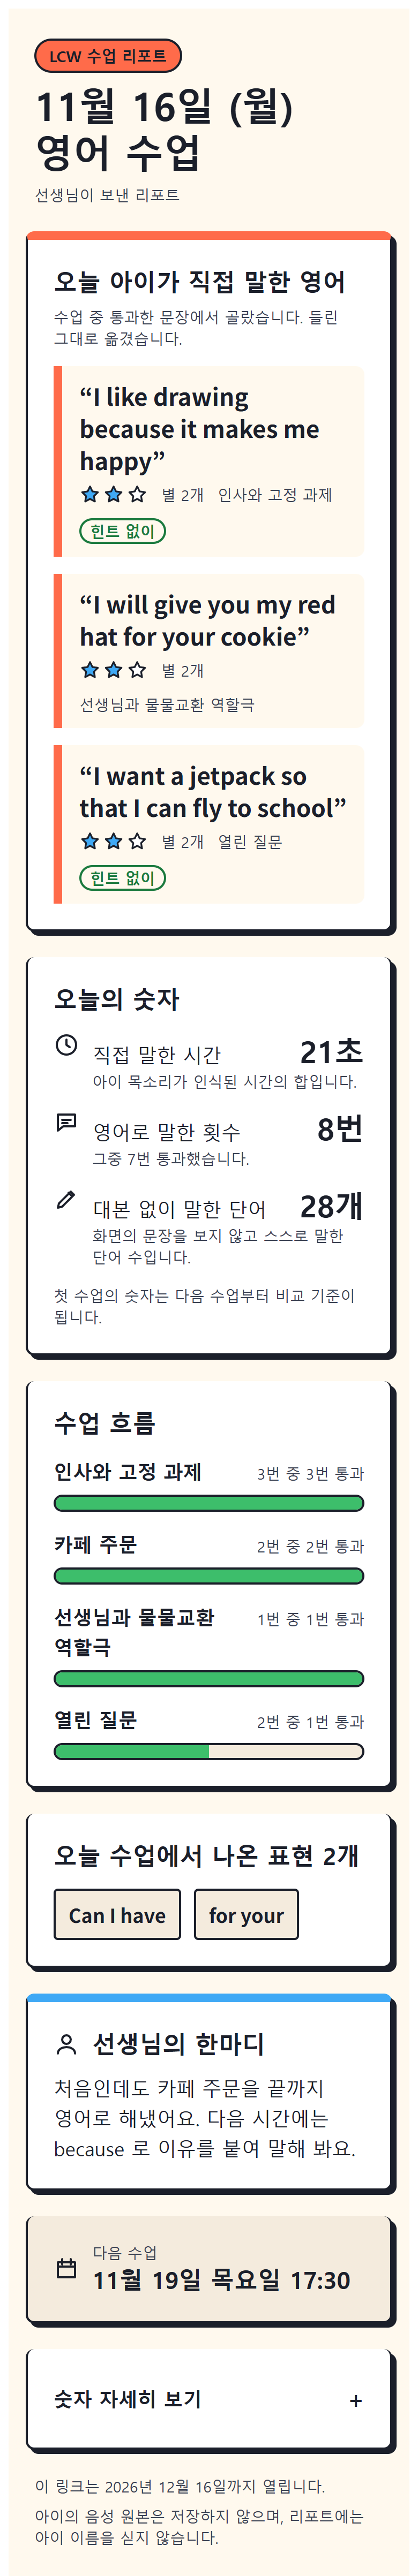 LCW 수업 리포트
11월 16일 (월)
영어 수업
선생님이 보낸 리포트
오늘 아이가 직접 말한 영어
수업 중 통과한 문장에서 골랐습니다. 들린
그대로 옮겼습니다.
“I like drawing
because it makes me
happy”
별 2개 인사와 고정 과제
힌트 없이
“I will give you my red
hat for your cookie”
별 2개
선생님과 물물교환 역할극
“I want a jetpack so
that I can fly to school”
별 2개 열린 질문
힌트 없이
오늘의 숫자
직접 말한 시간 21초
아이 목소리가 인식된 시간의 합입니다.
영어로 말한 횟수 8번
그중 7번 통과했습니다.
대본 없이 말한 단어 28개
화면의 문장을 보지 않고 스스로 말한
단어 수입니다.
첫 수업의 숫자는 다음 수업부터 비교 기준이
됩니다.
수업 흐름
인사와 고정 과제 3번 중 3번 통과
카페 주문 2번 중 2번 통과
선생님과 물물교환 1번 중 1번 통과
역할극
열린 질문 2번 중 1번 통과
오늘 수업에서 나온 표현 2개
Can I have for your
선생님의 한마디
처음인데도 카페 주문을 끝까지
영어로 해냈어요. 다음 시간에는
because 로 이유를 붙여 말해 봐요.
다음 수업
11월 19일 목요일 17:30
숫자 자세히 보기 +
이 링크는 2026년 12월 16일까지 열립니다.
아이의 음성 원본은 저장하지 않으며, 리포트에는
아이 이름을 싣지 않습니다.